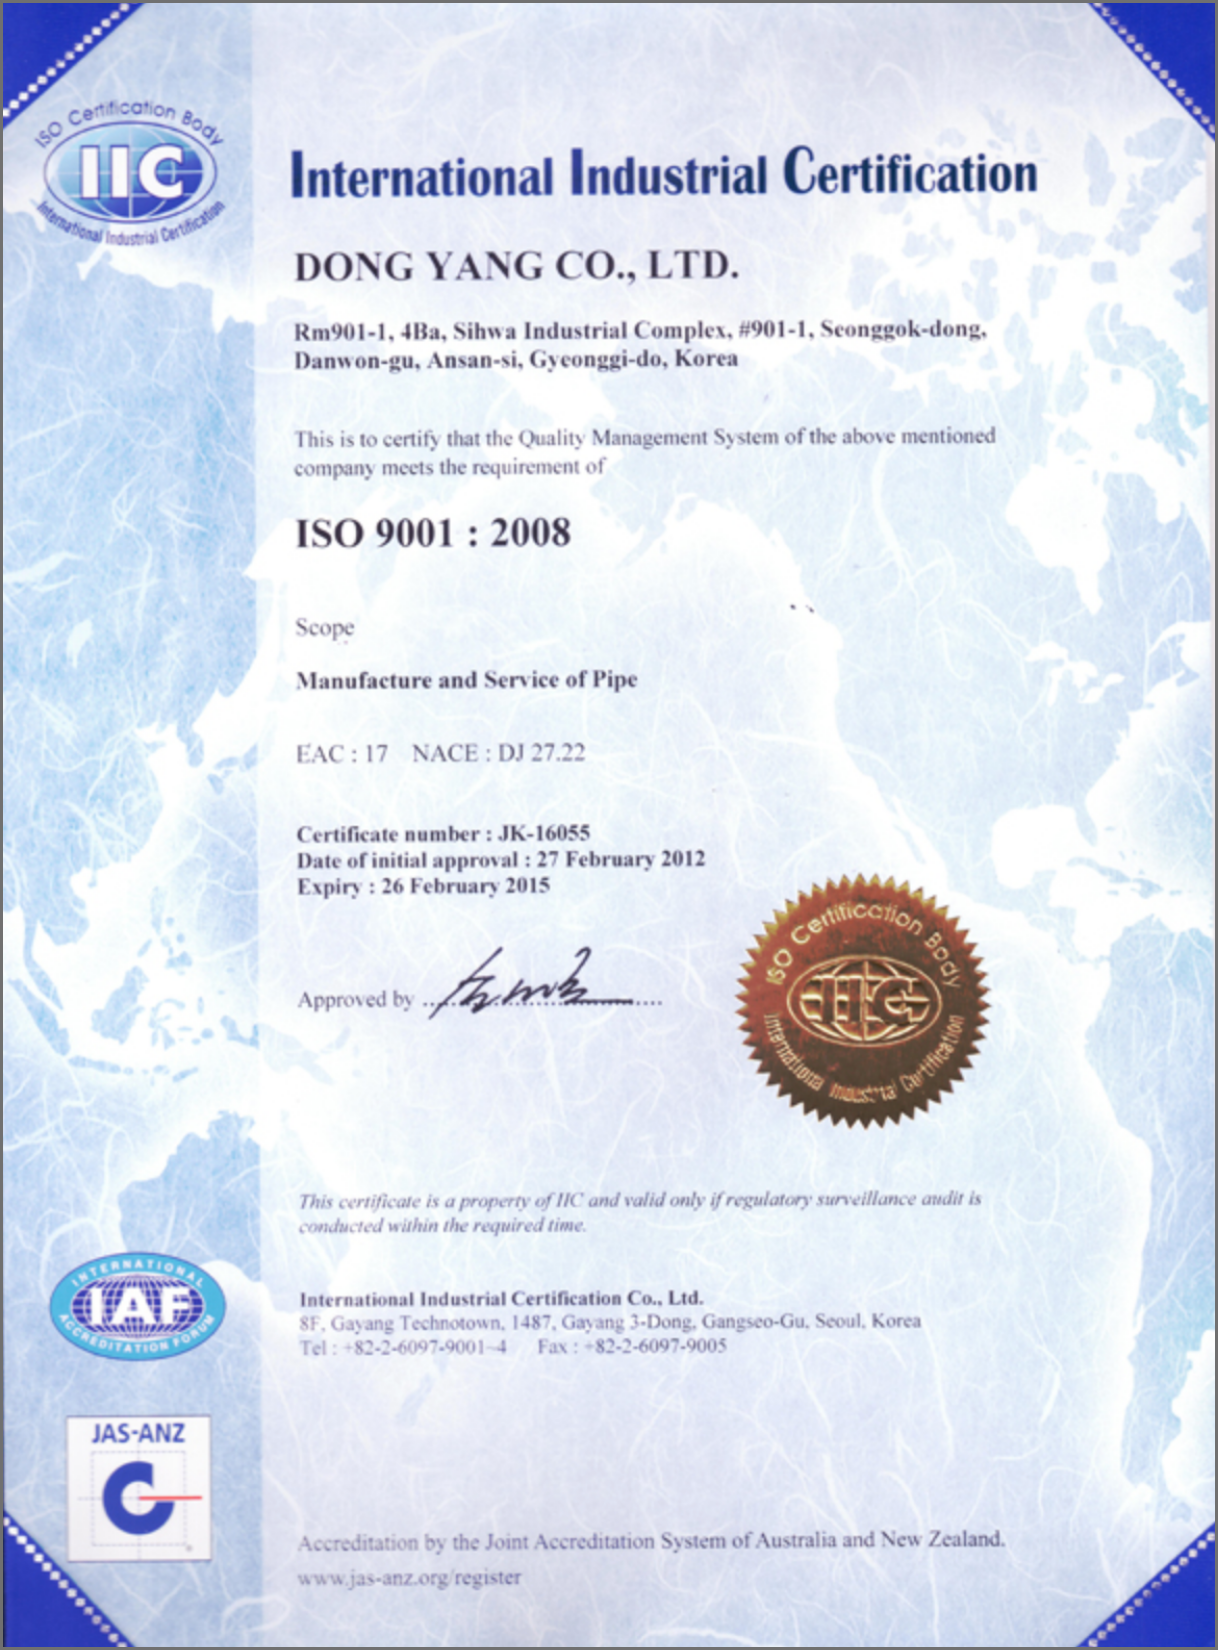 ISO Certification Body
IIC
International Industrial Certification
International Industrial Certification
DONG YANG CO., LTD.
Rm901-1, 4Ba, Sihwa Industrial Complex, #901-1, Seonggok-dong,
Danwon-gu, Ansan-si, Gyeonggi-do, Korea
This is to certify that the Quality Management System of the above mentioned
company meets the requirement of
ISO 9001 : 2008
Scope
Manufacture and Service of Pipe
EAC : 17 NACE : DJ 27.22
Certificate number : JK-16055
Date of initial approval : 27 February 2012
Expiry : 26 February 2015
Approved by
ISO Certification Body
IIC
International Industrial Certification
This certificate is a property of IIC and valid only if regulatory surveillance audit is
conducted within the required time.
INTERNATIONAL
IAF
ACCREDITATION FORUM
International Industrial Certification Co., Ltd.
8F, Gayang Technotown, 1487, Gayang 3-Dong, Gangseo-Gu, Seoul, Korea
Tel : +82-2-6097-9001~4 Fax : +82-2-6097-9005
JAS-ANZ
Accreditation by the Joint Accreditation System of Australia and New Zealand.
www.jas-anz.org/register